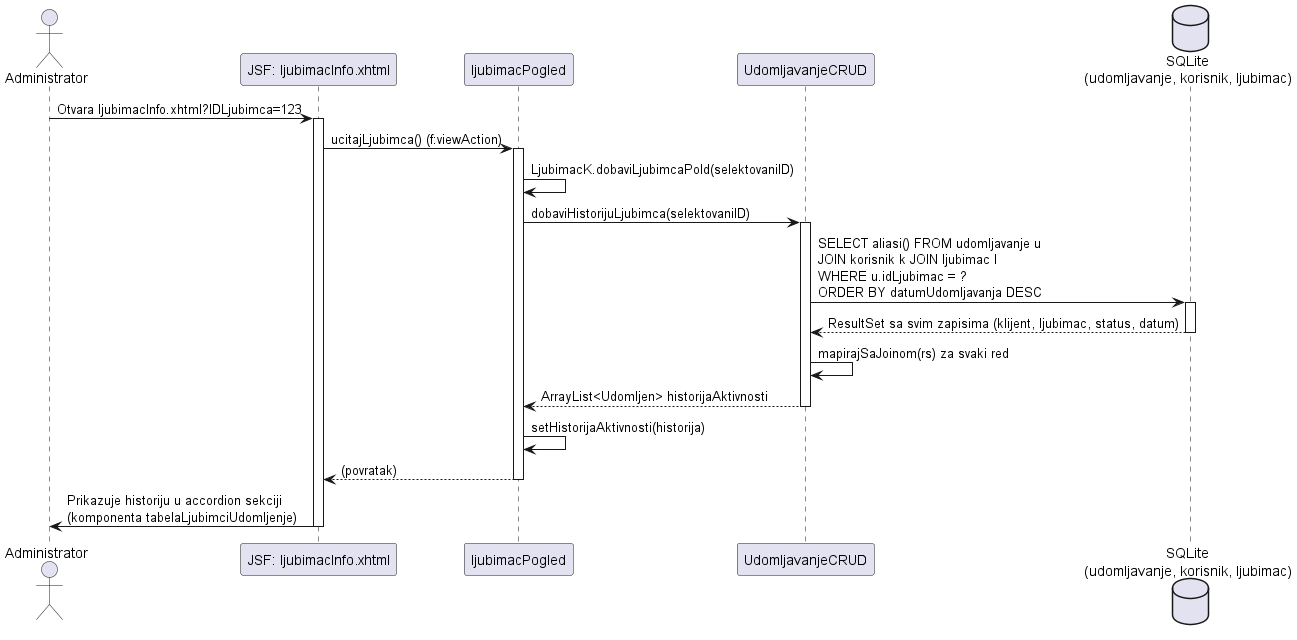 SQLite
(udomljavanje, korisnik, ljubimac)
Administrator
JSF: ljubimacInfo.xhtml
ljubimacPogled
UdomljavanjeCRUD
Otvara ljubimacInfo.xhtml?IDLjubimca=123
ucitajLjubimca() (f:viewAction)
LjubimacK.dobaviLjubimcaPoId(selektovaniID)
dobaviHistorijuLjubimca(selektovaniID)
SELECT aliasi() FROM udomljavanje u
JOIN korisnik k JOIN ljubimac l
WHERE u.idLjubimac = ?
ORDER BY datumUdomljavanja DESC
ResultSet sa svim zapisima (klijent, ljubimac, status, datum)
mapirajSaJoinom(rs) za svaki red
ArrayList<Udomljen> historijaAktivnosti
setHistorijaAktivnosti(historija)
(povratak)
Prikazuje historiju u accordion sekciji
(komponenta tabelaLjubimciUdomljenje)
Administrator
JSF: ljubimacInfo.xhtml
ljubimacPogled
UdomljavanjeCRUD
SQLite
(udomljavanje, korisnik, ljubimac)